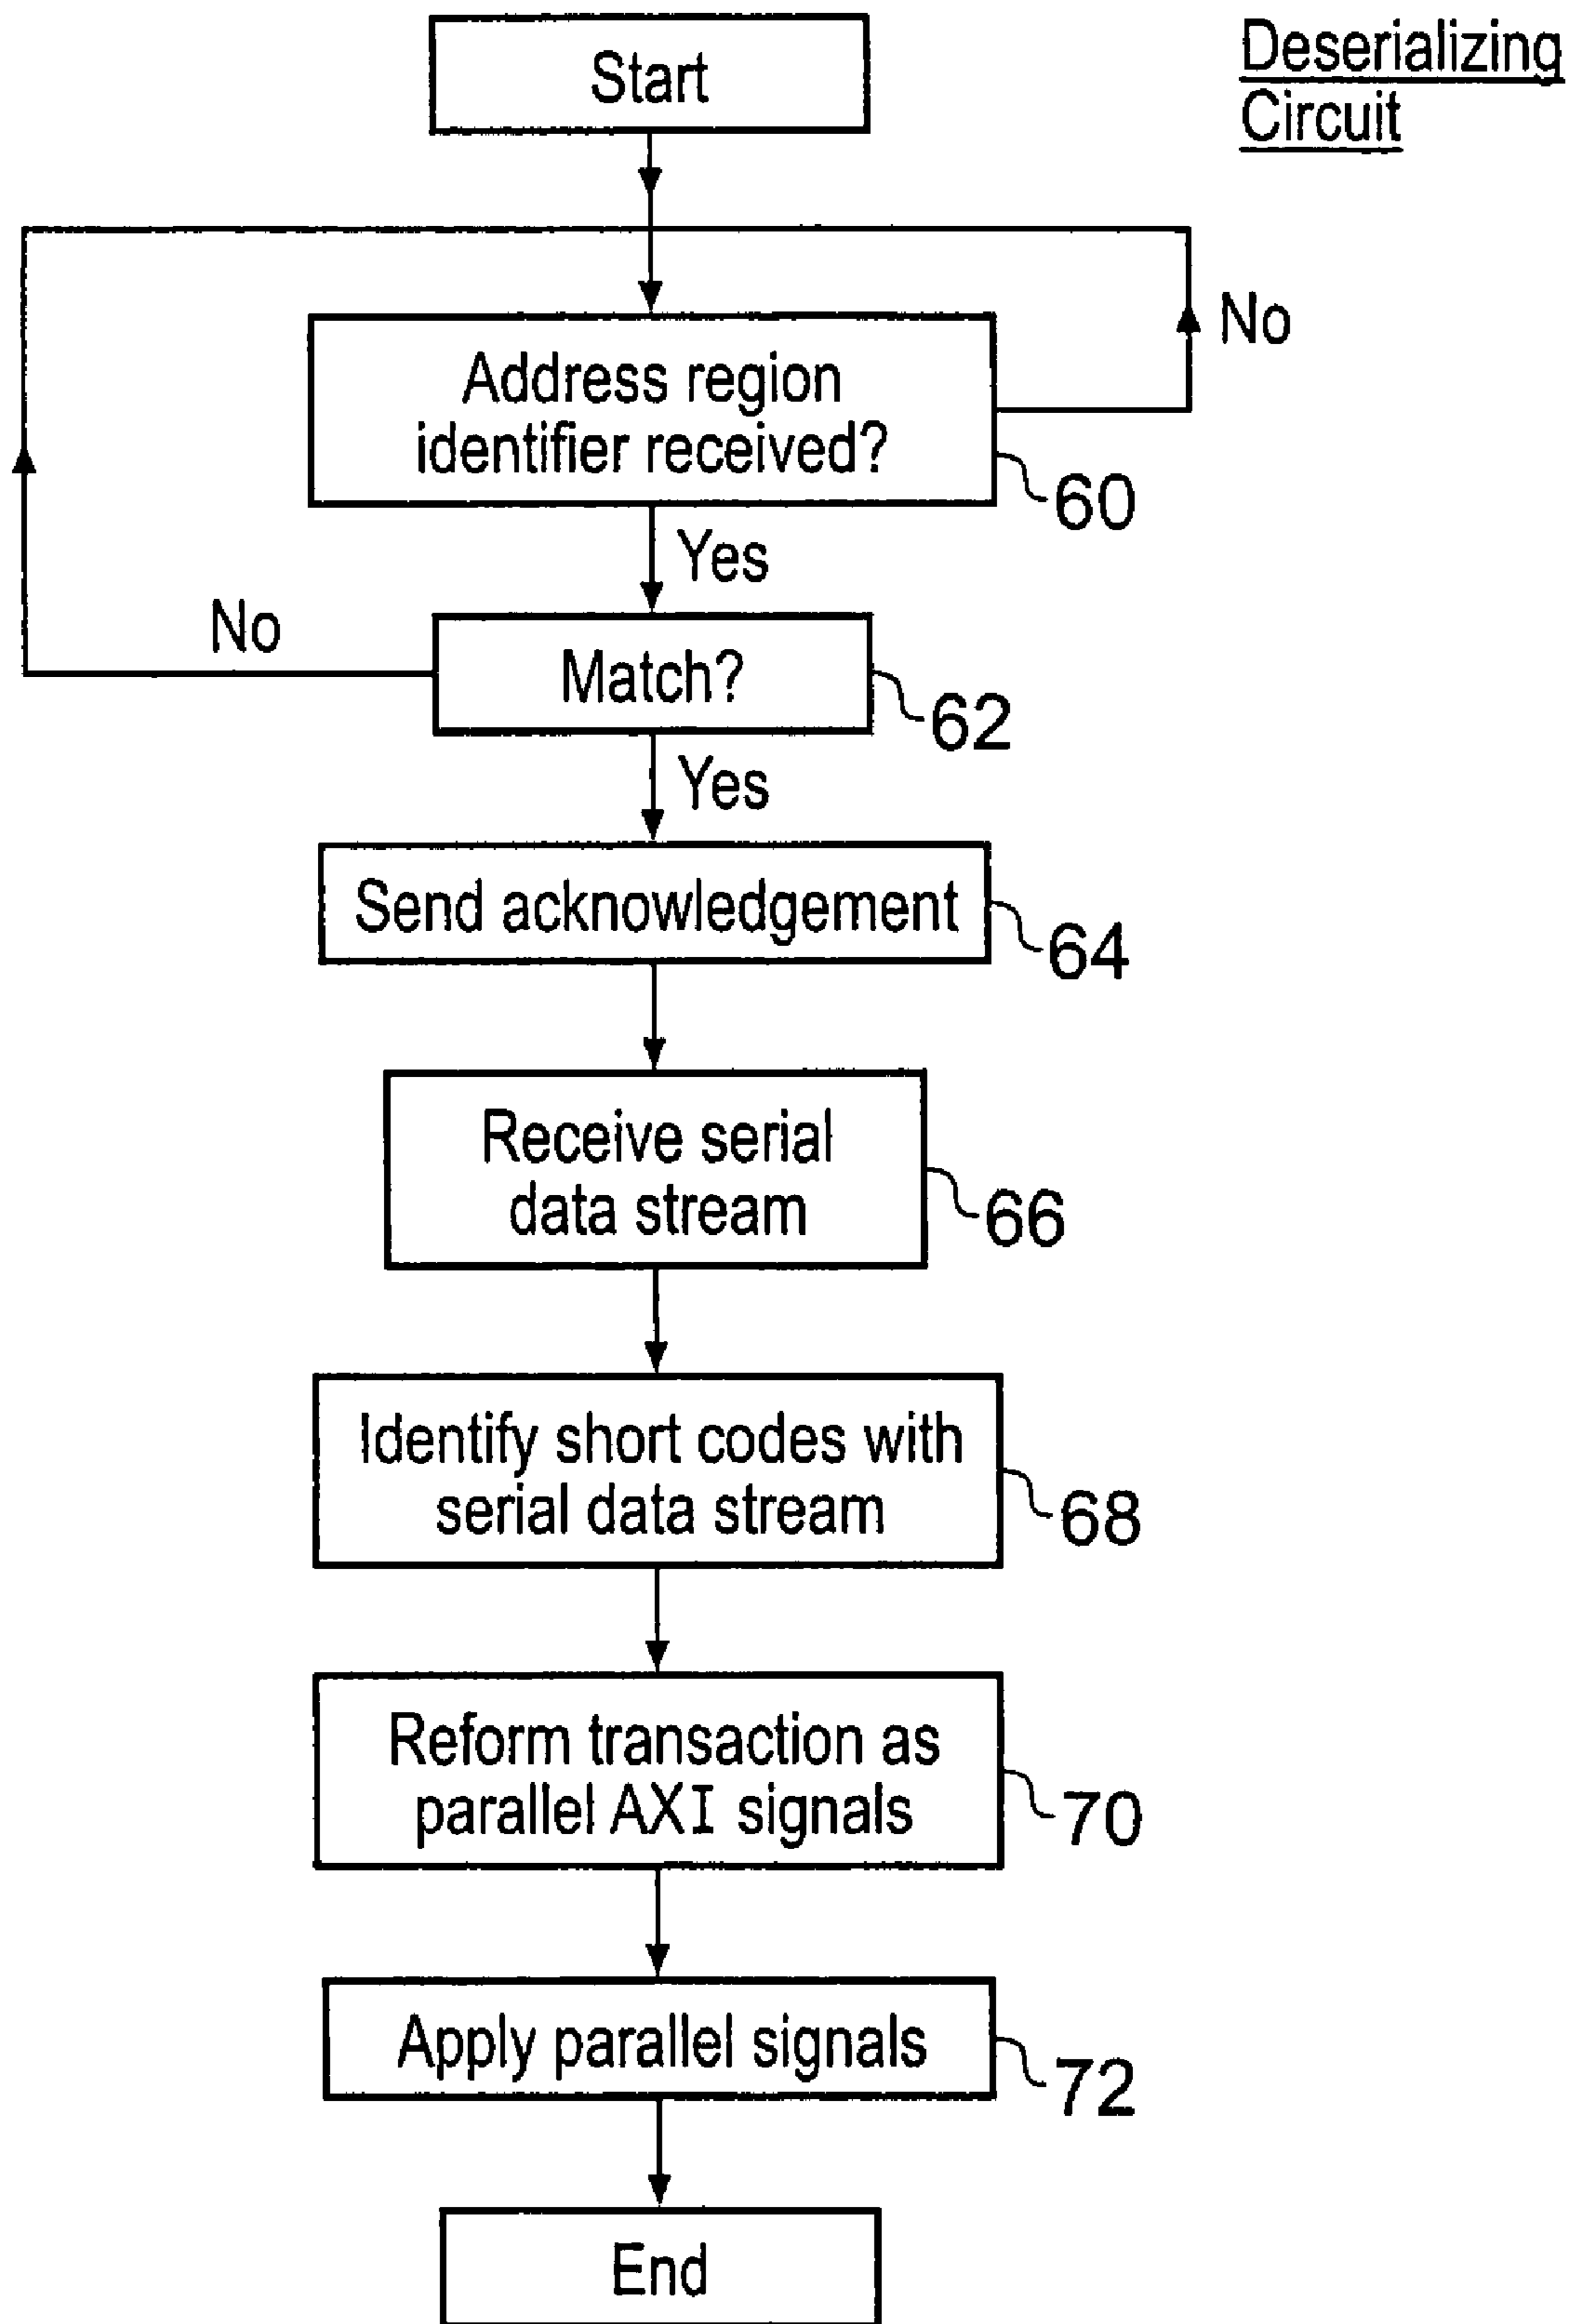 Deserializing
Circuit
Start
Address region
identifier received?
No
60
Yes
Match?
No
62
Yes
Send acknowledgement
64
Receive serial
data stream
66
Identify short codes with
serial data stream
68
Reform transaction as
parallel AXI signals
70
Apply parallel signals
72
End